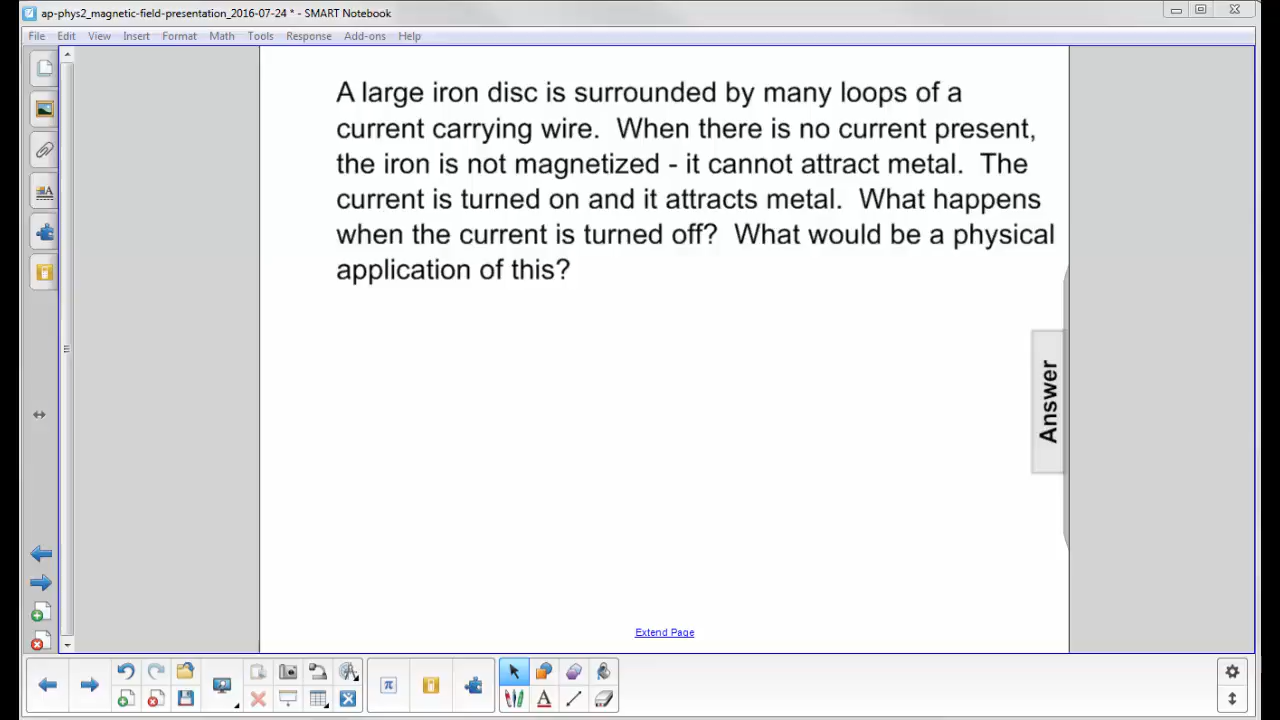 ap-phys2_magnetic-field-presentation_2016-07-24 * - SMART Notebook
File Edit View Insert Format Math Tools Response Add-ons Help
A large iron disc is surrounded by many loops of a
current carrying wire.  When there is no current present,
the iron is not magnetized - it cannot attract metal.  The
current is turned on and it attracts metal.  What happens
when the current is turned off?  What would be a physical
application of this?
Answer
Extend Page